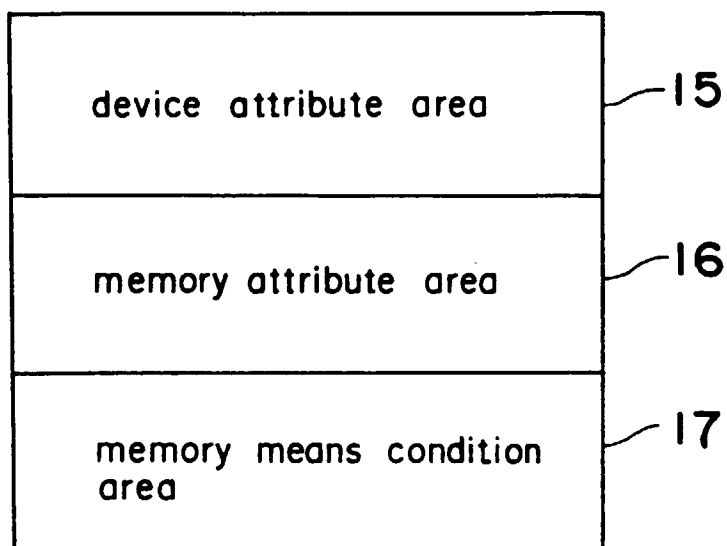 device attribute area
15
memory attribute area
16
memory means condition
area
17